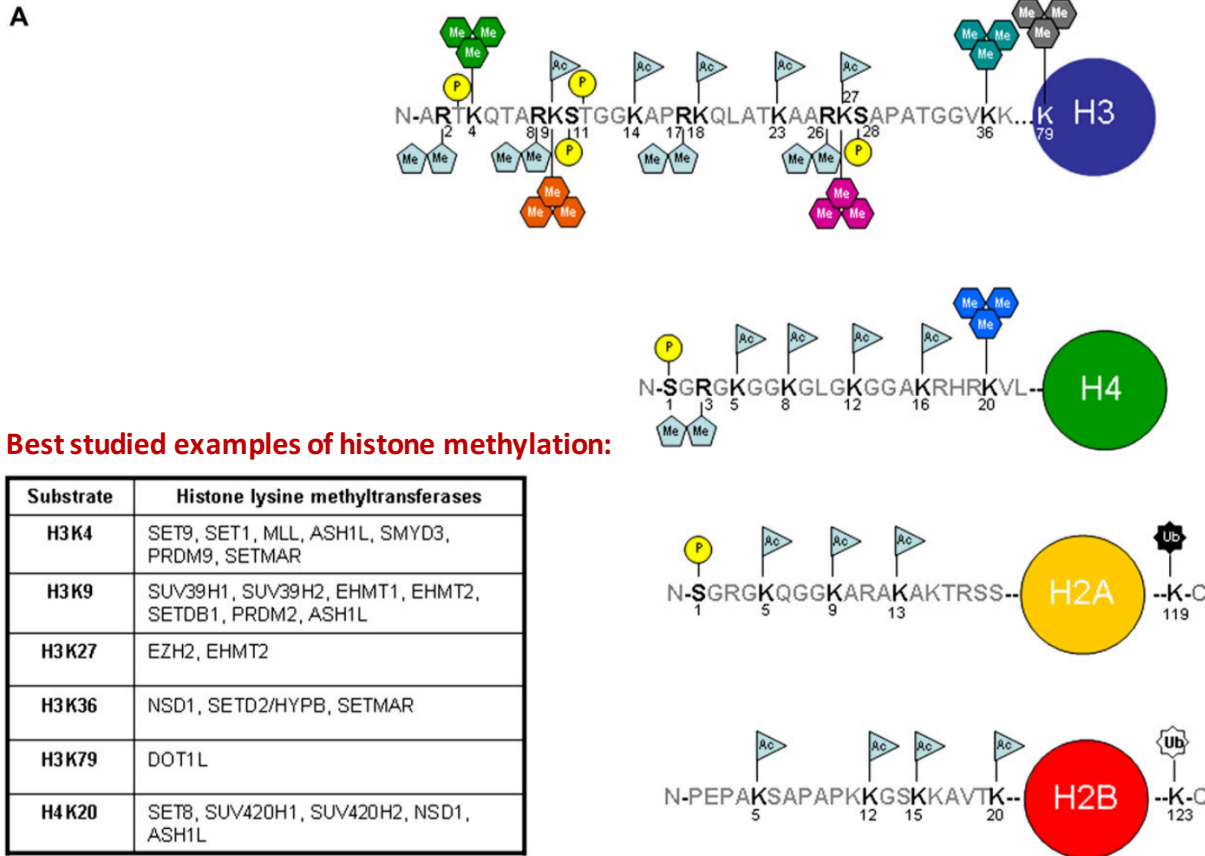 A
Me Me Me
Me Me Me
Me Me Me
P
Ac
P
Ac
Ac
Ac
Ac
27
N-ARTKQTARKSTGGKAPRKQLATKAARKSAPATGGVKK...K
H3
2 4 8 9 11 14 17 18 23 26 28 36 79
Me Me
Me Me
P
Me Me
Me Me
P
Me
Me Me
Me
Me Me
P
Ac
Ac
Ac
Ac
Me Me
Me
N-SGRGKGGKGLGKGGAKRHRKVL--
H4
1 3 5 8 12 16 20
Me Me
Best studied examples of histone methylation:
Substrate Histone lysine methyltransferases
H3K4 SET9, SET1, MLL, ASH1L, SMYD3,
PRDM9, SETMAR
H3K9 SUV39H1, SUV39H2, EHMT1, EHMT2,
SETDB1, PRDM2, ASH1L
H3K27 EZH2, EHMT2
H3K36 NSD1, SETD2/HYPB, SETMAR
H3K79 DOT1L
H4K20 SET8, SUV420H1, SUV420H2, NSD1,
ASH1L
P
Ac
Ac
Ac
Ub
N-SGRGKQGGKARAKAKTRSS--
H2A
--K-C
1 5 9 13 119
Ac
Ac
Ac
Ac
Ub
N-PEPAKSAPAPKKGSKKAVTK--
H2B
--K-C
5 12 15 20 123